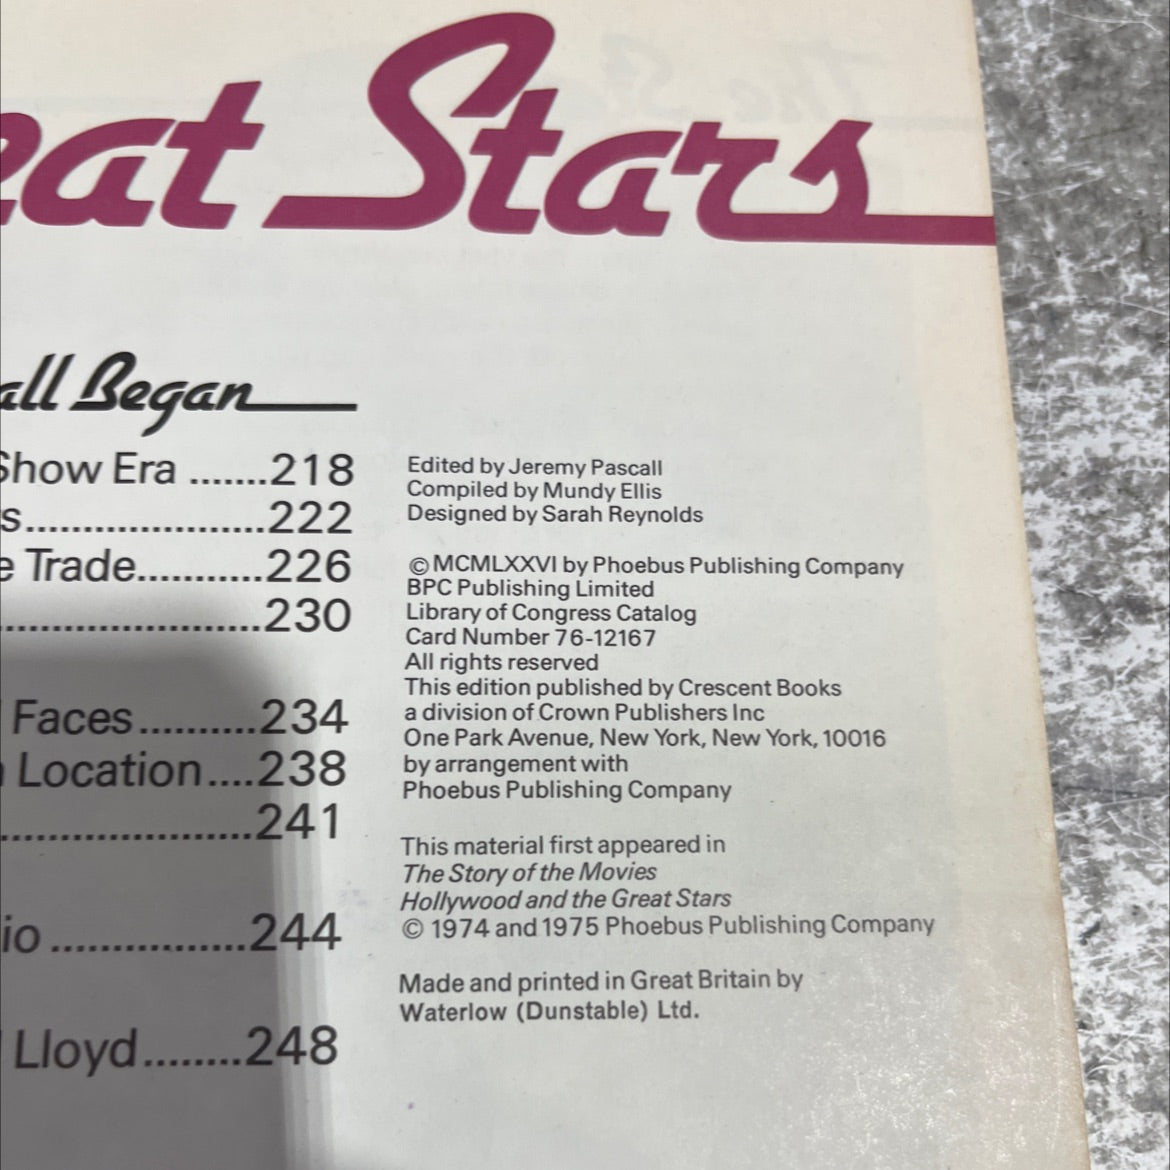 eat Stars
all Began
Show Era .......218
s.....................222
e Trade...........226
.......................230
Faces..........234
Location....238
......................241
io .................244
Lloyd........248
Edited by Jeremy Pascall
Compiled by Mundy Ellis
Designed by Sarah Reynolds
© MCMLXXVI by Phoebus Publishing Company
BPC Publishing Limited
Library of Congress Catalog
Card Number 76-12167
All rights reserved
This edition published by Crescent Books
a division of Crown Publishers Inc
One Park Avenue, New York, New York, 10016
by arrangement with
Phoebus Publishing Company
This material first appeared in
The Story of the Movies
Hollywood and the Great Stars
© 1974 and 1975 Phoebus Publishing Company
Made and printed in Great Britain by
Waterlow (Dunstable) Ltd.